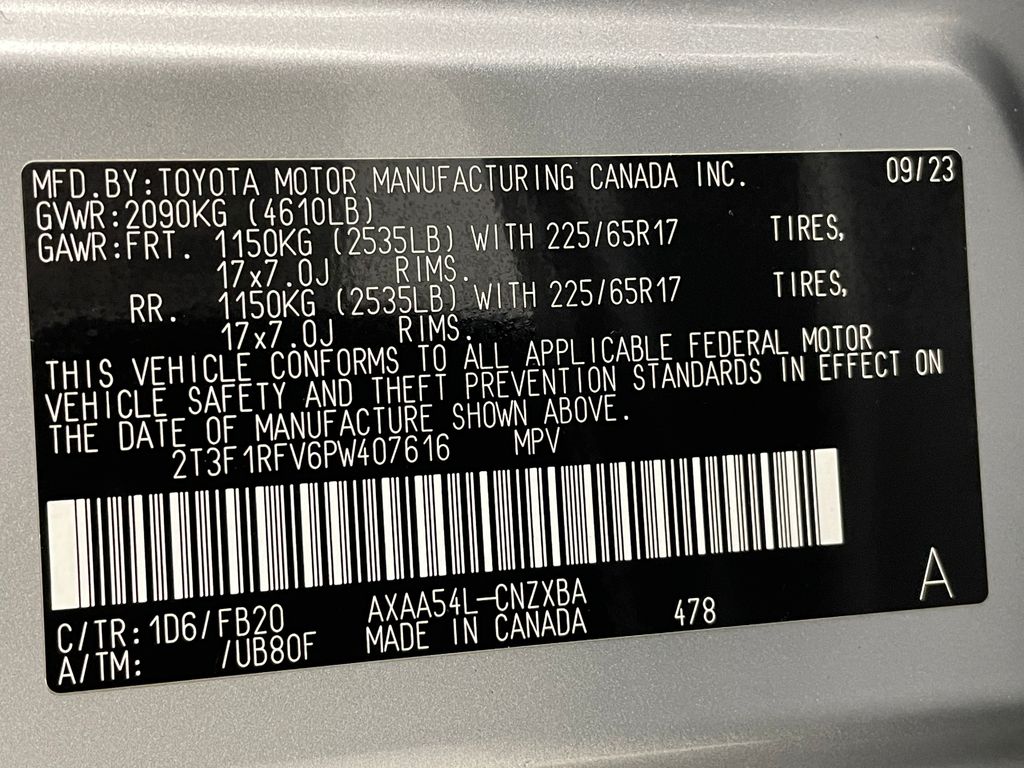 MFD.BY:TOYOTA MOTOR MANUFACTURING CANADA INC. 09/23
GVWR:2090KG (4610LB)
GAWR:FRT. 1150KG (2535LB) WITH 225/65R17 TIRES,
17x7.0J RIMS.
RR. 1150KG (2535LB) WITH 225/65R17 TIRES,
17x7.0J RIMS.
THIS VEHICLE CONFORMS TO ALL APPLICABLE FEDERAL MOTOR
VEHICLE SAFETY AND THEFT PREVENTION STANDARDS IN EFFECT ON
THE DATE OF MANUFACTURE SHOWN ABOVE.
2T3F1RFV6PW407616 MPV
A
C/TR:1D6/FB20 AXAA54L-CNZXBA
A/TM: /UB80F MADE IN CANADA 478